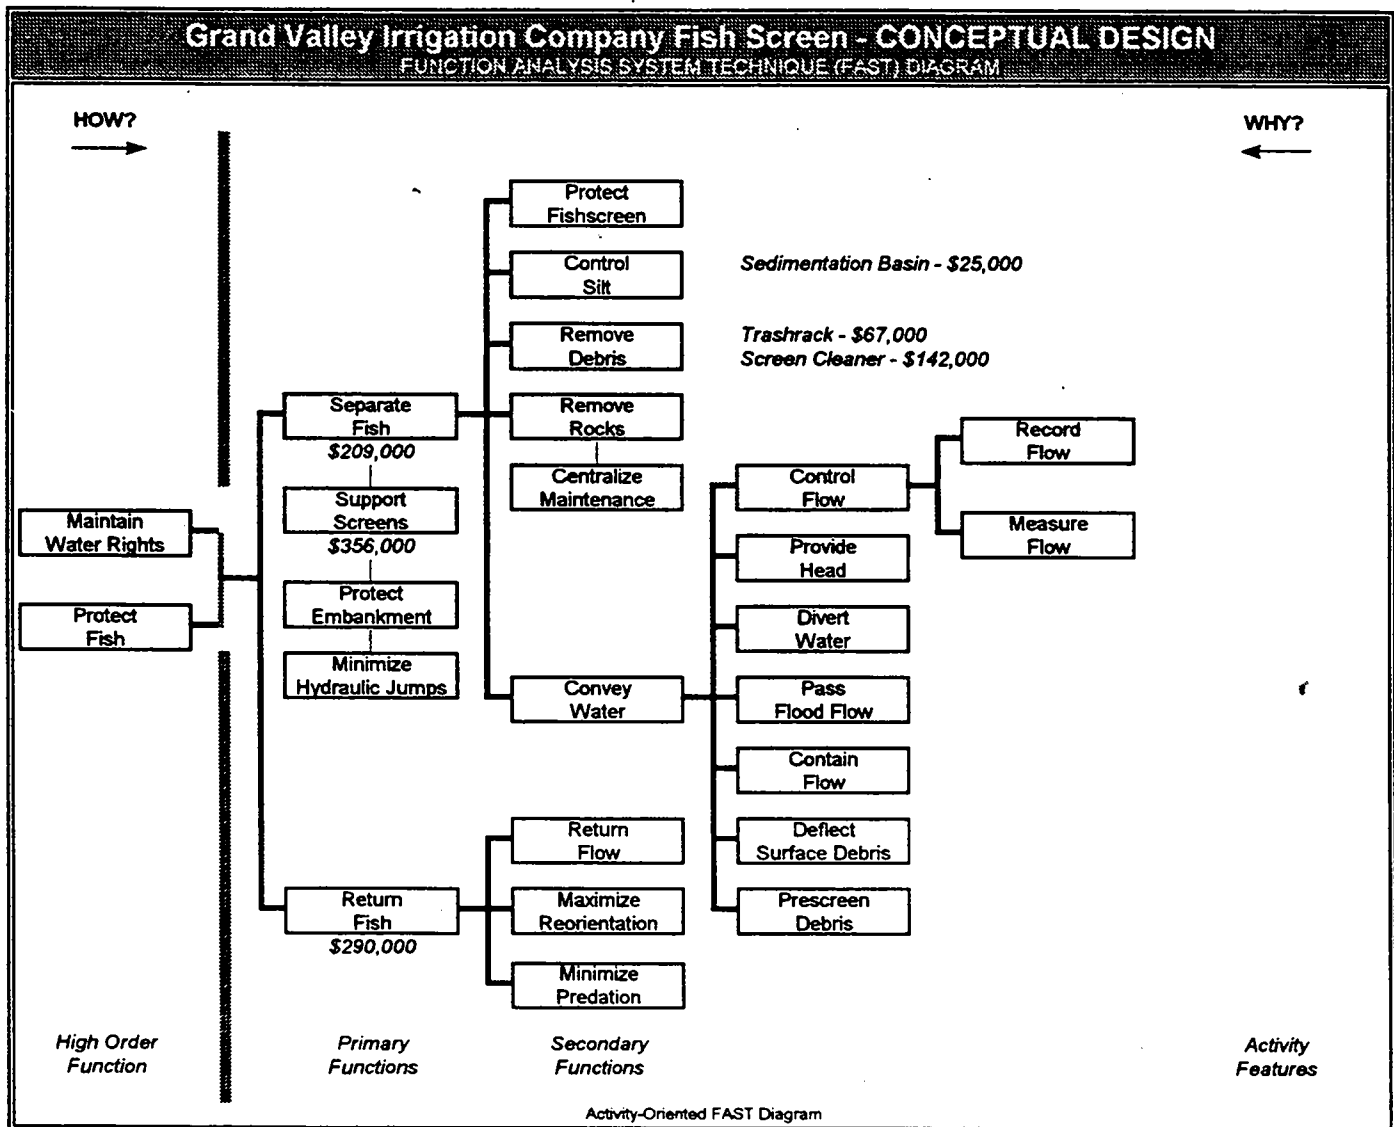 Grand Valley Irrigation Company Fish Screen - CONCEPTUAL DESIGN
FUNCTION ANALYSIS SYSTEM TECHNIQUE (FAST) DIAGRAM
HOW?
WHY?
Protect
Fishscreen
Control
Silt
Sedimentation Basin - $25,000
Remove
Debris
Trashrack - $67,000
Screen Cleaner - $142,000
Separate
Fish
$209,000
Remove
Rocks
Record
Flow
Support
Screens
$356,000
Centralize
Maintenance
Control
Flow
Maintain
Water Rights
Measure
Flow
Provide
Head
Protect
Fish
Protect
Embankment
Divert
Water
Minimize
Hydraulic Jumps
Convey
Water
Pass
Flood Flow
Contain
Flow
Return
Flow
Deflect
Surface Debris
Return
Fish
$290,000
Maximize
Reorientation
Prescreen
Debris
Minimize
Predation
High Order
Function
Primary
Functions
Secondary
Functions
Activity
Features
Activity-Oriented FAST Diagram